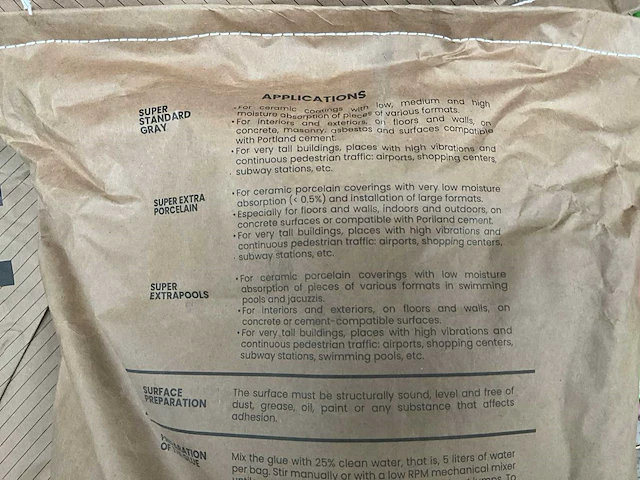 APPLICATIONS
SUPER
STANDARD
GRAY
•For ceramic coatings with low, medium and high
moisture absorption of pieces of various formats.
•For interiors and exteriors, on floors and walls, on
concrete, masonry, asbestos and surfaces compatible
with Portland cement.
•For very tall buildings, places with high vibrations and
continuous pedestrian traffic: airports, shopping centers,
subway stations, etc.
SUPER EXTRA
PORCELAIN
•For ceramic porcelain coverings with very low moisture
absorption (< 0.5%) and installation of large formats.
•Especially for floors and walls, indoors and outdoors, on
concrete surfaces or compatible with Portland cement.
•For very tall buildings, places with high vibrations and
continuous pedestrian traffic: airports, shopping centers,
subway stations, etc.
SUPER
EXTRAPOOLS
•For ceramic porcelain coverings with low moisture
absorption of pieces of various formats in swimming
pools and jacuzzis.
•For interiors and exteriors, on floors and walls, on
concrete or cement-compatible surfaces.
•For very tall buildings, places with high vibrations and
continuous pedestrian traffic: airports, shopping centers,
subway stations, swimming pools, etc.
SURFACE
PREPARATION
The surface must be structurally sound, level and free of
dust, grease, oil, paint or any substance that affects
adhesion.
OF GLUE
Mix the glue with 25% clean water, that is, 5 liters of water
per bag. Stir manually or with a low RPM mechanical mixer